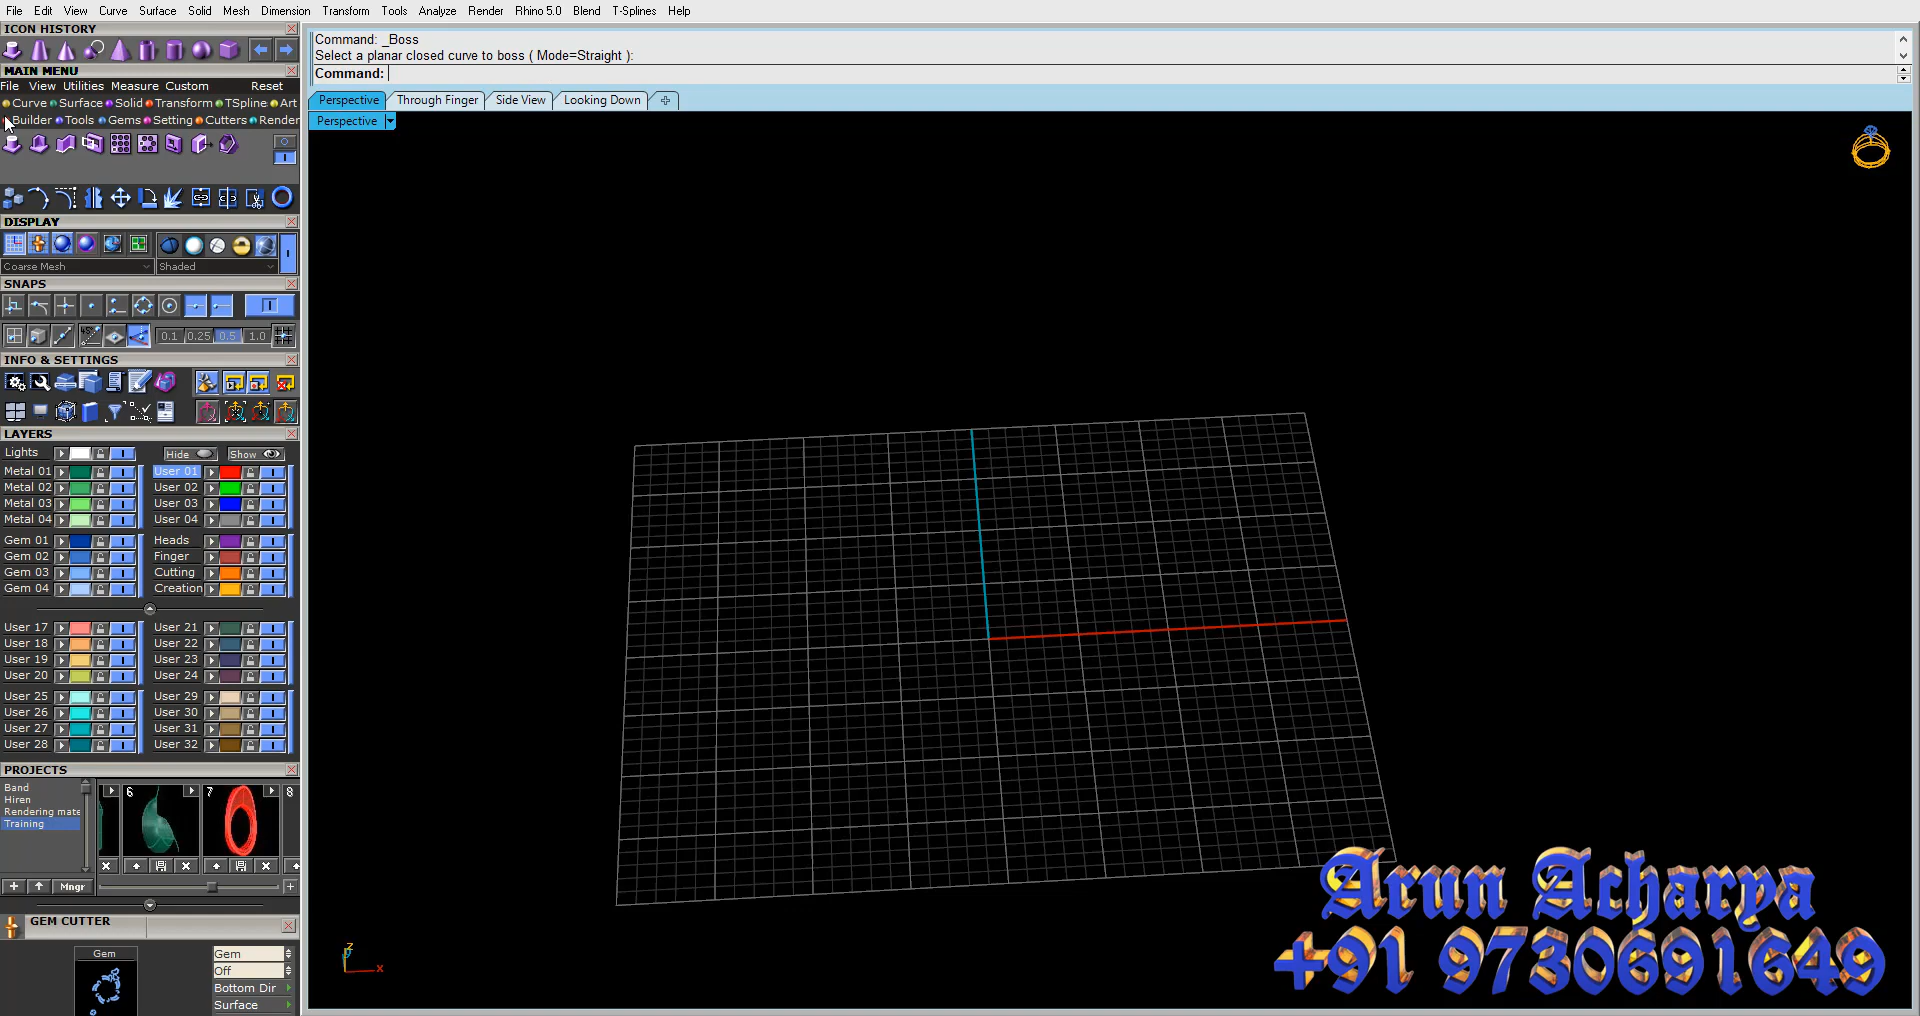 File Edit View Curve Surface Solid Mesh Dimension Transform Tools Analyze Render Rhino 5.0 Blend T-Splines Help
ICON HISTORY
MAIN MENU
File View Utilities Measure Custom Reset
Curve Surface Solid Transform TSpline Art
Builder Tools Gems Setting Cutters Render
DISPLAY
Coarse Mesh Shaded
SNAPS
0.1 0.25 0.5 1.0
INFO & SETTINGS
LAYERS
Lights Hide Show
Metal 01 User 01
Metal 02 User 02
Metal 03 User 03
Metal 04 User 04
Gem 01 Heads
Gem 02 Finger
Gem 03 Cutting
Gem 04 Creation
User 17 User 21
User 18 User 22
User 19 User 23
User 20 User 24
User 25 User 29
User 26 User 30
User 27 User 31
User 28 User 32
PROJECTS
Band
Hiren
Rendering mate
Training
6 7 8
Mngr
GEM CUTTER
Gem
Gem
Off
Bottom Dir
Surface
Command: _Boss
Select a planar closed curve to boss ( Mode=Straight ):
Command:
Perspective Through Finger Side View Looking Down
Perspective
z
x
Arun Acharya
+91 9730691649